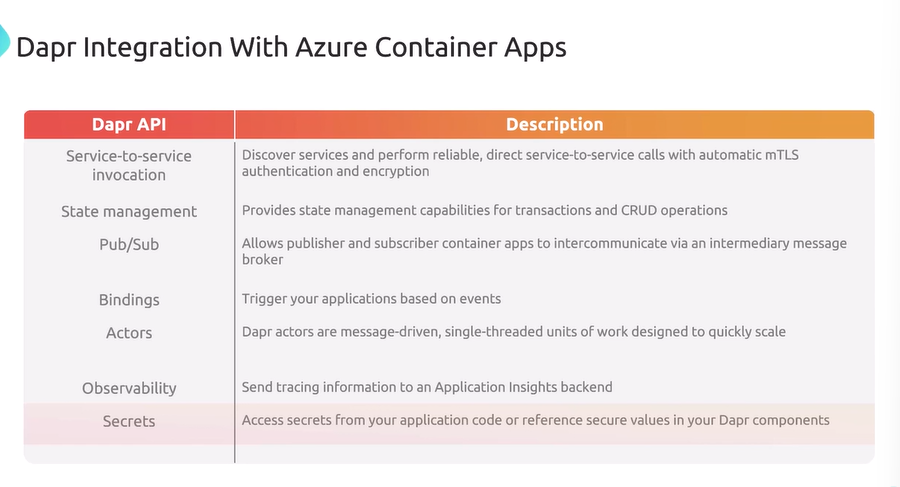 Dapr Integration With Azure Container Apps
Dapr API
Description
Service-to-service
invocation
Discover services and perform reliable, direct service-to-service calls with automatic mTLS
authentication and encryption
State management
Provides state management capabilities for transactions and CRUD operations
Pub/Sub
Allows publisher and subscriber container apps to intercommunicate via an intermediary message
broker
Bindings
Trigger your applications based on events
Actors
Dapr actors are message-driven, single-threaded units of work designed to quickly scale
Observability
Send tracing information to an Application Insights backend
Secrets
Access secrets from your application code or reference secure values in your Dapr components